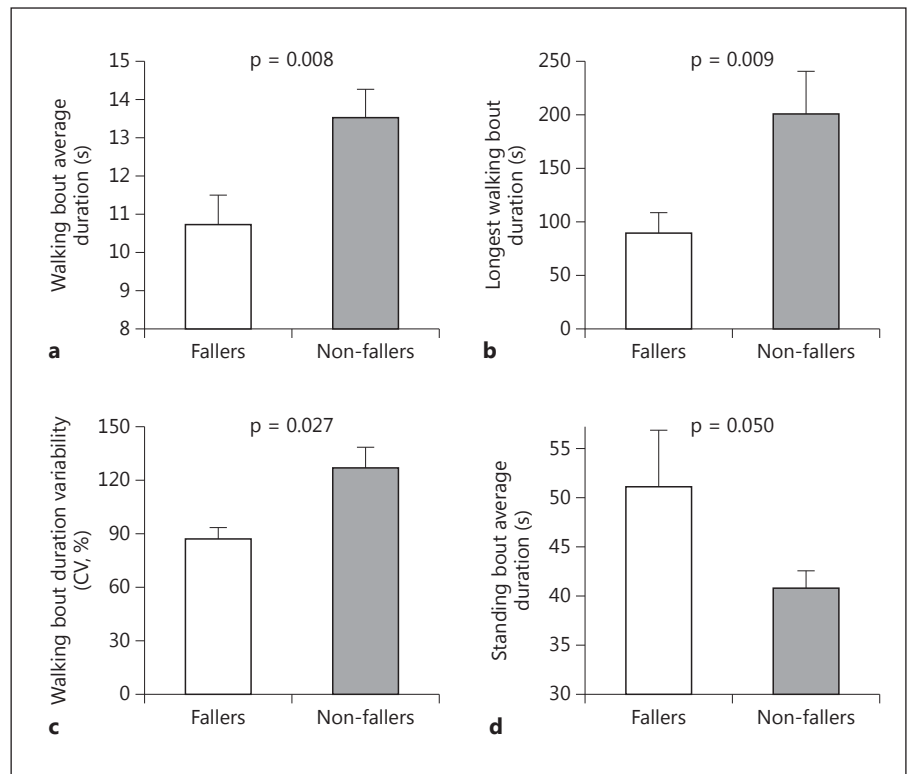 p = 0.008
Walking bout average
duration (s)
15
14
13
12
11
10
9
8
Fallers Non-fallers
a
p = 0.009
Longest walking bout
duration (s)
250
200
150
100
50
0
Fallers Non-fallers
b
p = 0.027
Walking bout duration variability
(CV, %)
150
120
90
60
30
0
Fallers Non-fallers
c
p = 0.050
Standing bout average
duration (s)
55
50
45
40
35
30
Fallers Non-fallers
d